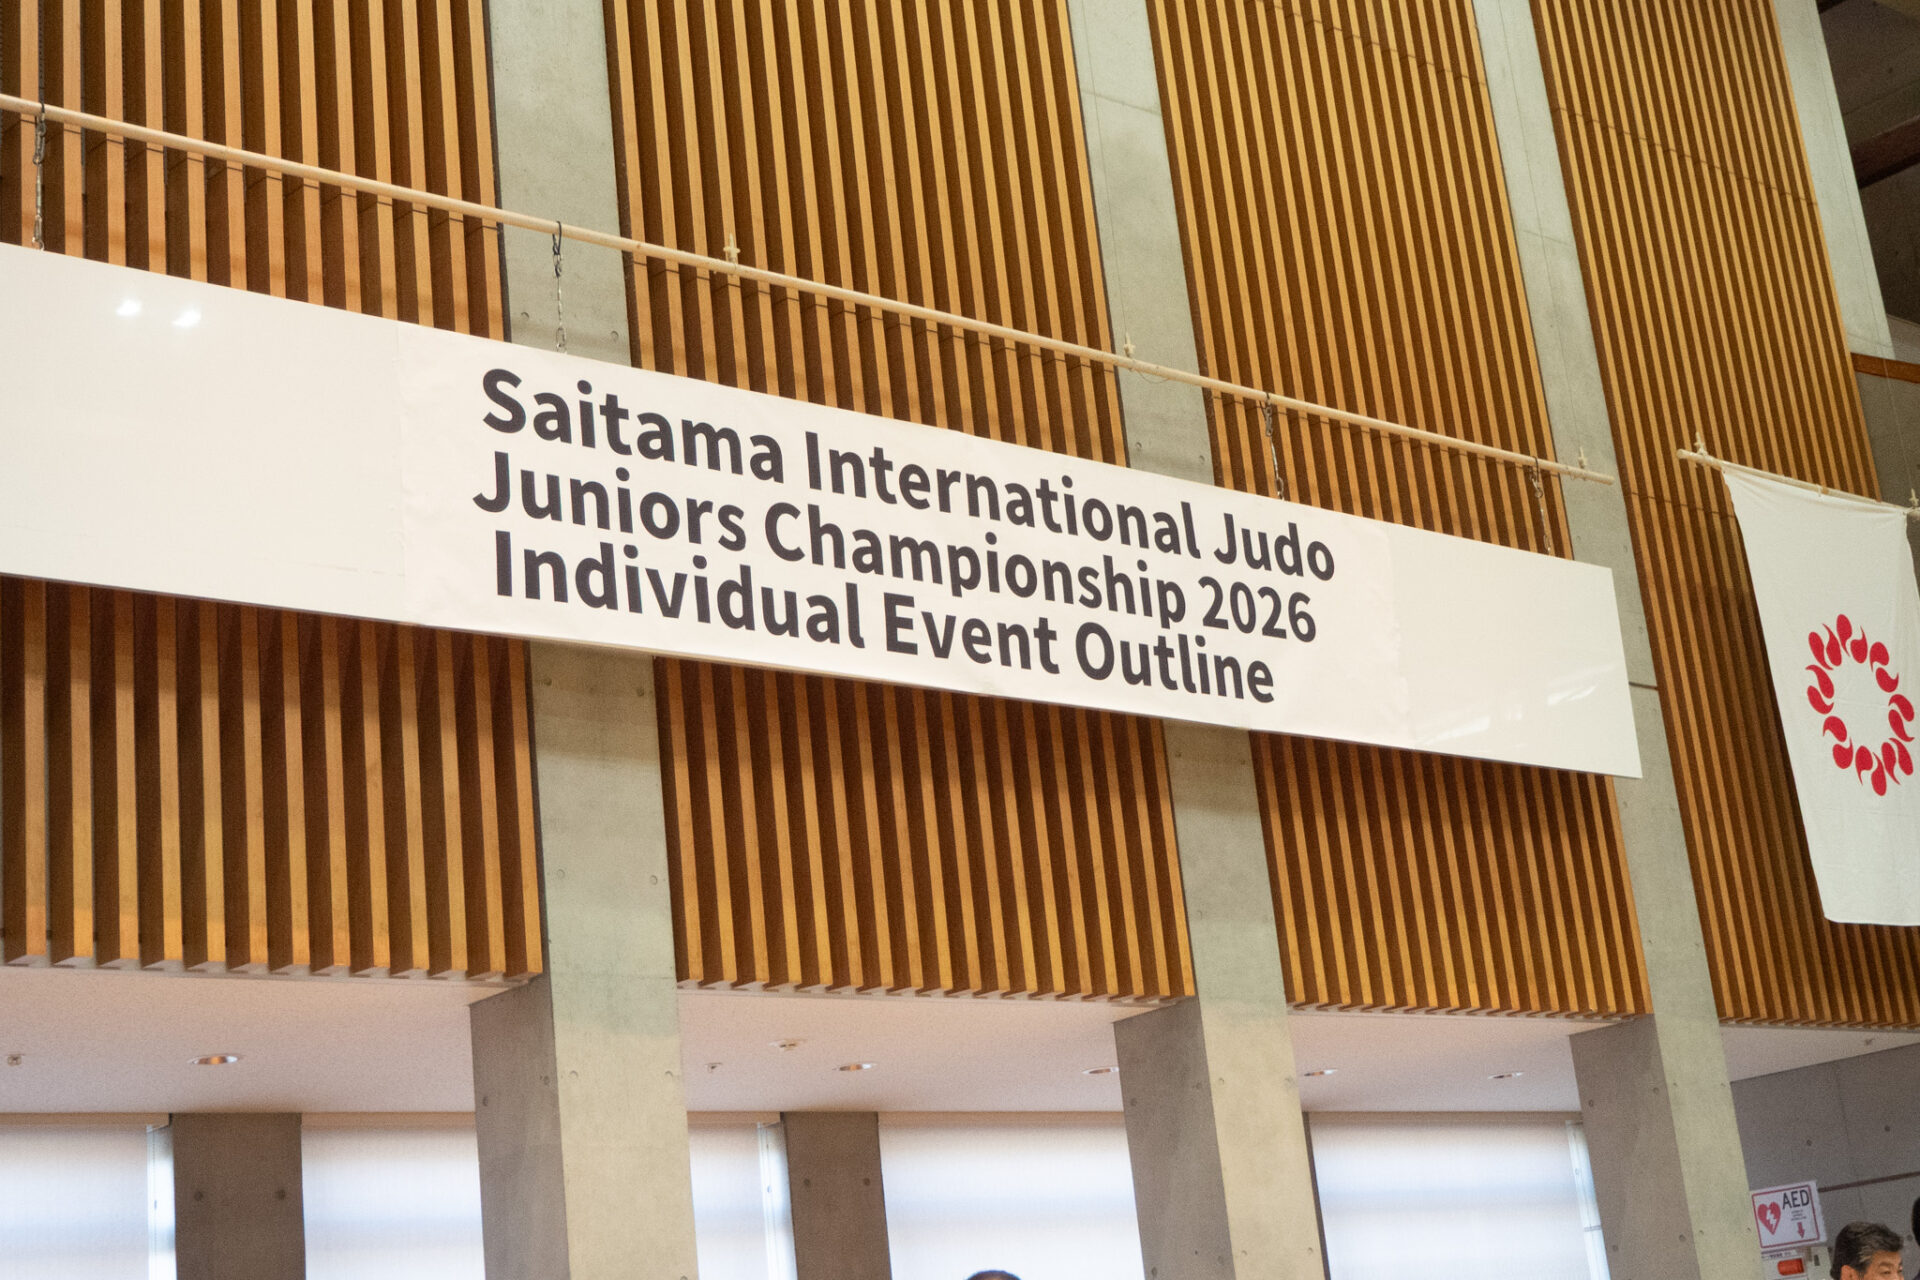 Saitama International Judo
Juniors Championship 2026
Individual Event Outline
AED